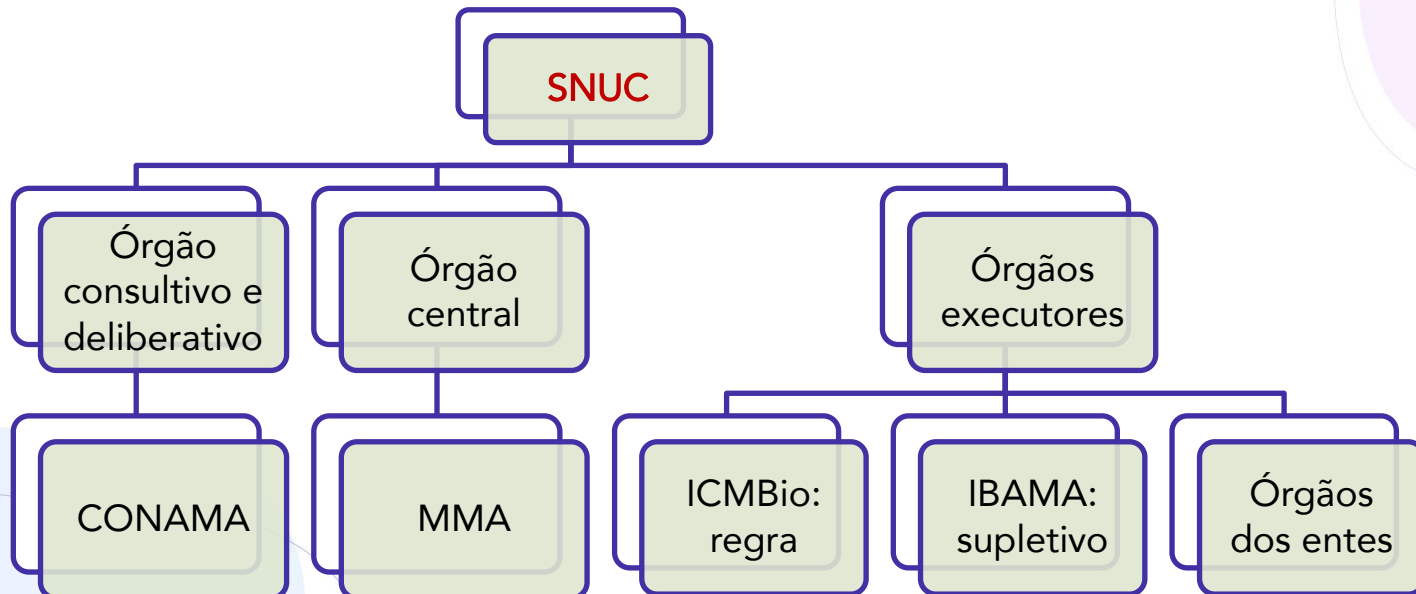 SNUC
Órgão
consultivo e
deliberativo
Órgão
central
Órgãos
executores
CONAMA
MMA
ICMBio:
regra
IBAMA:
supletivo
Órgãos
dos entes